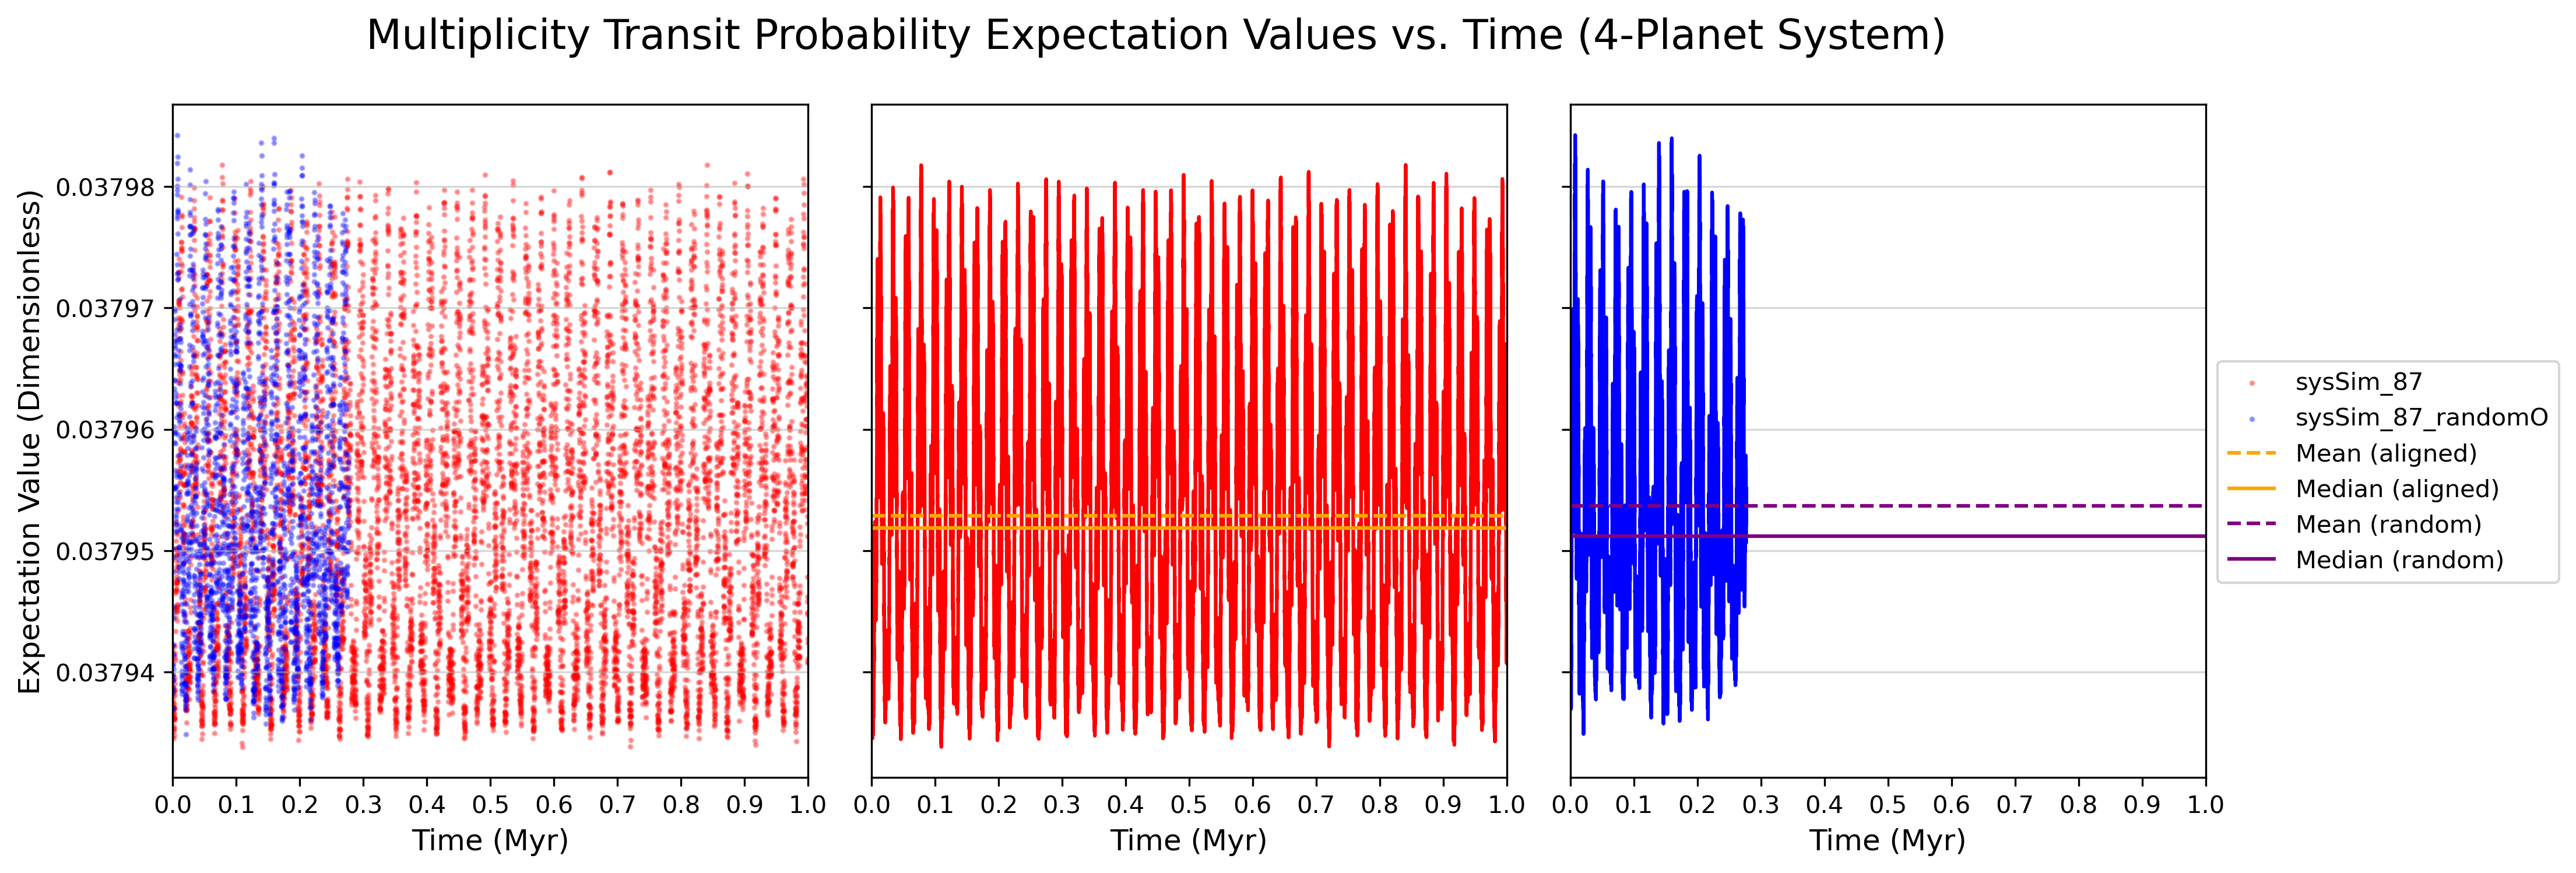 Multiplicity Transit Probability Expectation Values vs. Time (4-Planet System)
Expectation Value (Dimensionless)
0.03798
0.03797
0.03796
0.03795
0.03794
0.0 0.1 0.2 0.3 0.4 0.5 0.6 0.7 0.8 0.9 1.0
Time (Myr)
0.0 0.1 0.2 0.3 0.4 0.5 0.6 0.7 0.8 0.9 1.0
Time (Myr)
0.0 0.1 0.2 0.3 0.4 0.5 0.6 0.7 0.8 0.9 1.0
Time (Myr)
sysSim_87
sysSim_87_randomO
Mean (aligned)
Median (aligned)
Mean (random)
Median (random)